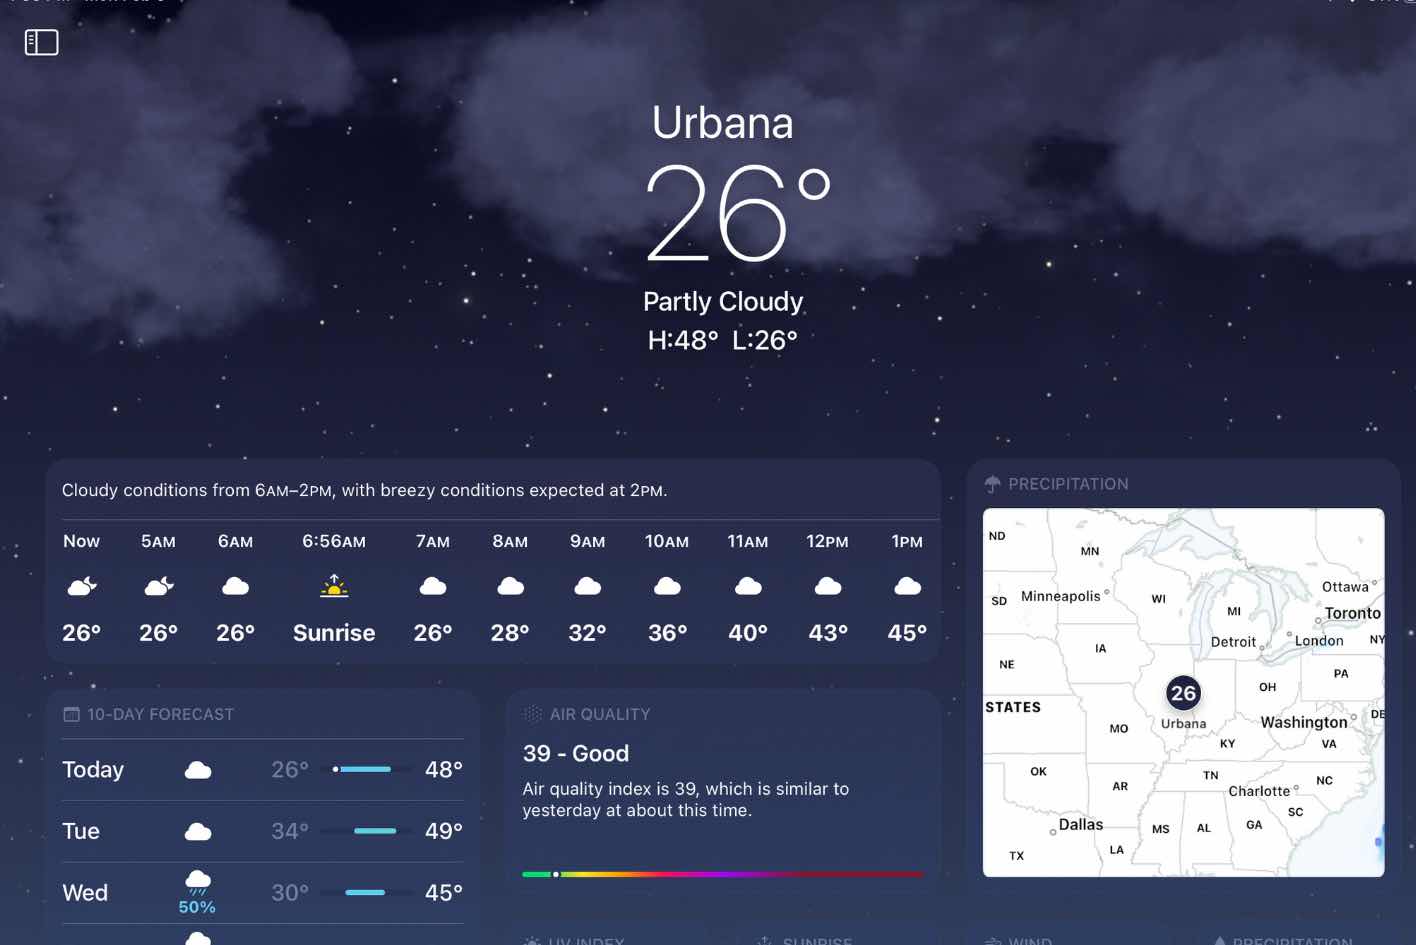 Urbana
26°
Partly Cloudy
H:48° L:26°
Cloudy conditions from 6AM–2PM, with breezy conditions expected at 2PM.
Now 5AM 6AM 6:56AM 7AM 8AM 9AM 10AM 11AM 12PM 1PM
26° 26° 26° Sunrise 26° 28° 32° 36° 40° 43° 45°
10-DAY FORECAST
Today 26° 48°
Tue 34° 49°
Wed 30° 45°
50%
AIR QUALITY
39 - Good
Air quality index is 39, which is similar to
yesterday at about this time.
PRECIPITATION
ND
MN
Ottawa
SD Minneapolis WI
MI Toronto
Detroit London NY
IA
NE
PA
OH
26
STATES
Urbana Washington DE
MO KY VA
OK TN NC
AR Charlotte
SC
Dallas MS AL GA
TX LA
UV INDEX
SUNRISE
WIND
PRECIPITATION